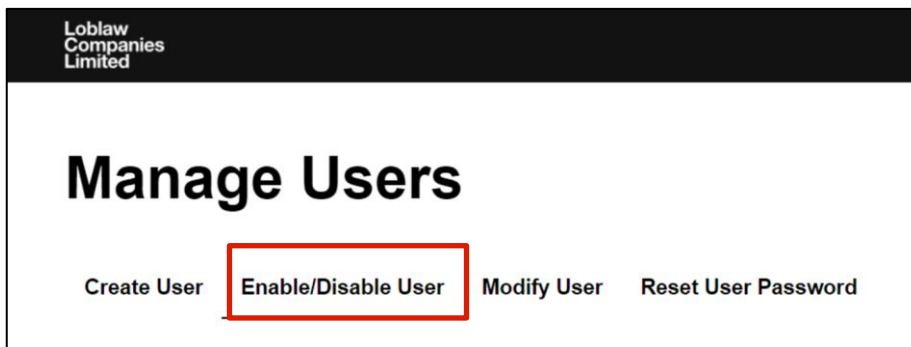 Loblaw
Companies
Limited
Manage Users
Create User Enable/Disable User Modify User Reset User Password